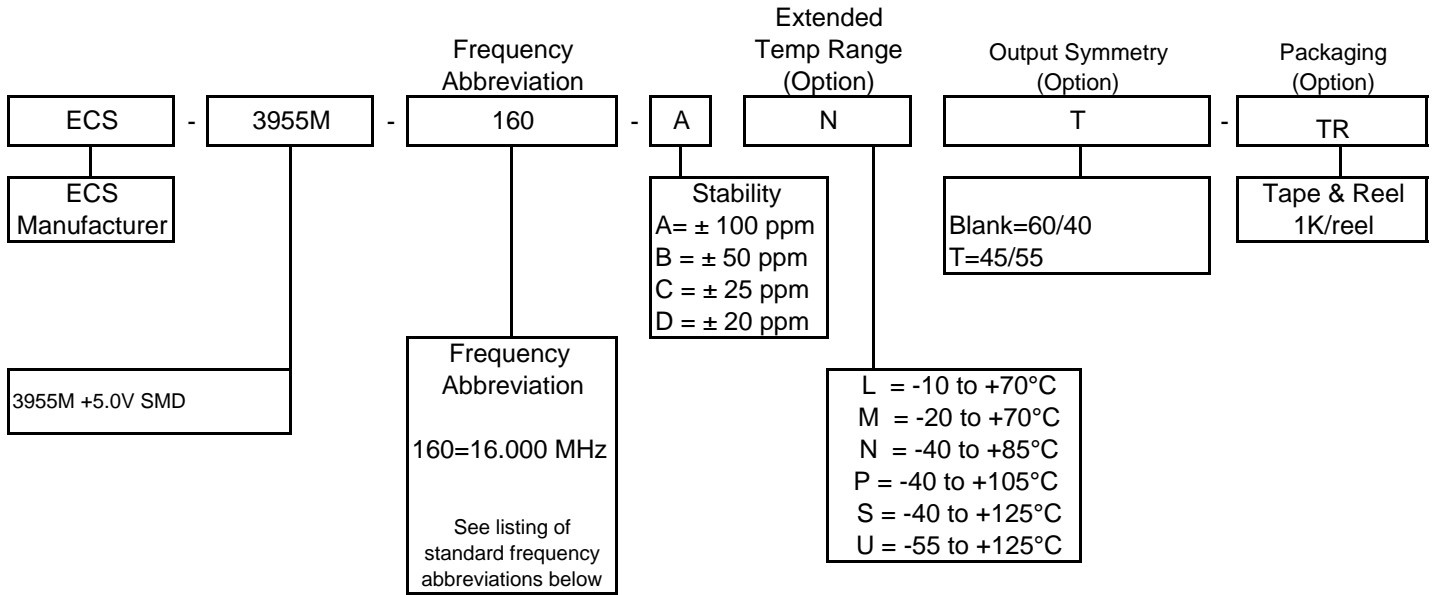 Extended
Frequency
Abbreviation
Temp Range
(Option)
Output Symmetry
(Option)
Packaging
(Option)
ECS - 3955M - 160 - A N T - TR
ECS
Manufacturer
Stability
A= ± 100 ppm
B = ± 50 ppm
C = ± 25 ppm
D = ± 20 ppm
Blank=60/40
T=45/55
Tape & Reel
1K/reel
3955M +5.0V SMD
Frequency
Abbreviation
160=16.000 MHz
See listing of
standard frequency
abbreviations below
L = -10 to +70°C
M = -20 to +70°C
N = -40 to +85°C
P = -40 to +105°C
S = -40 to +125°C
U = -55 to +125°C